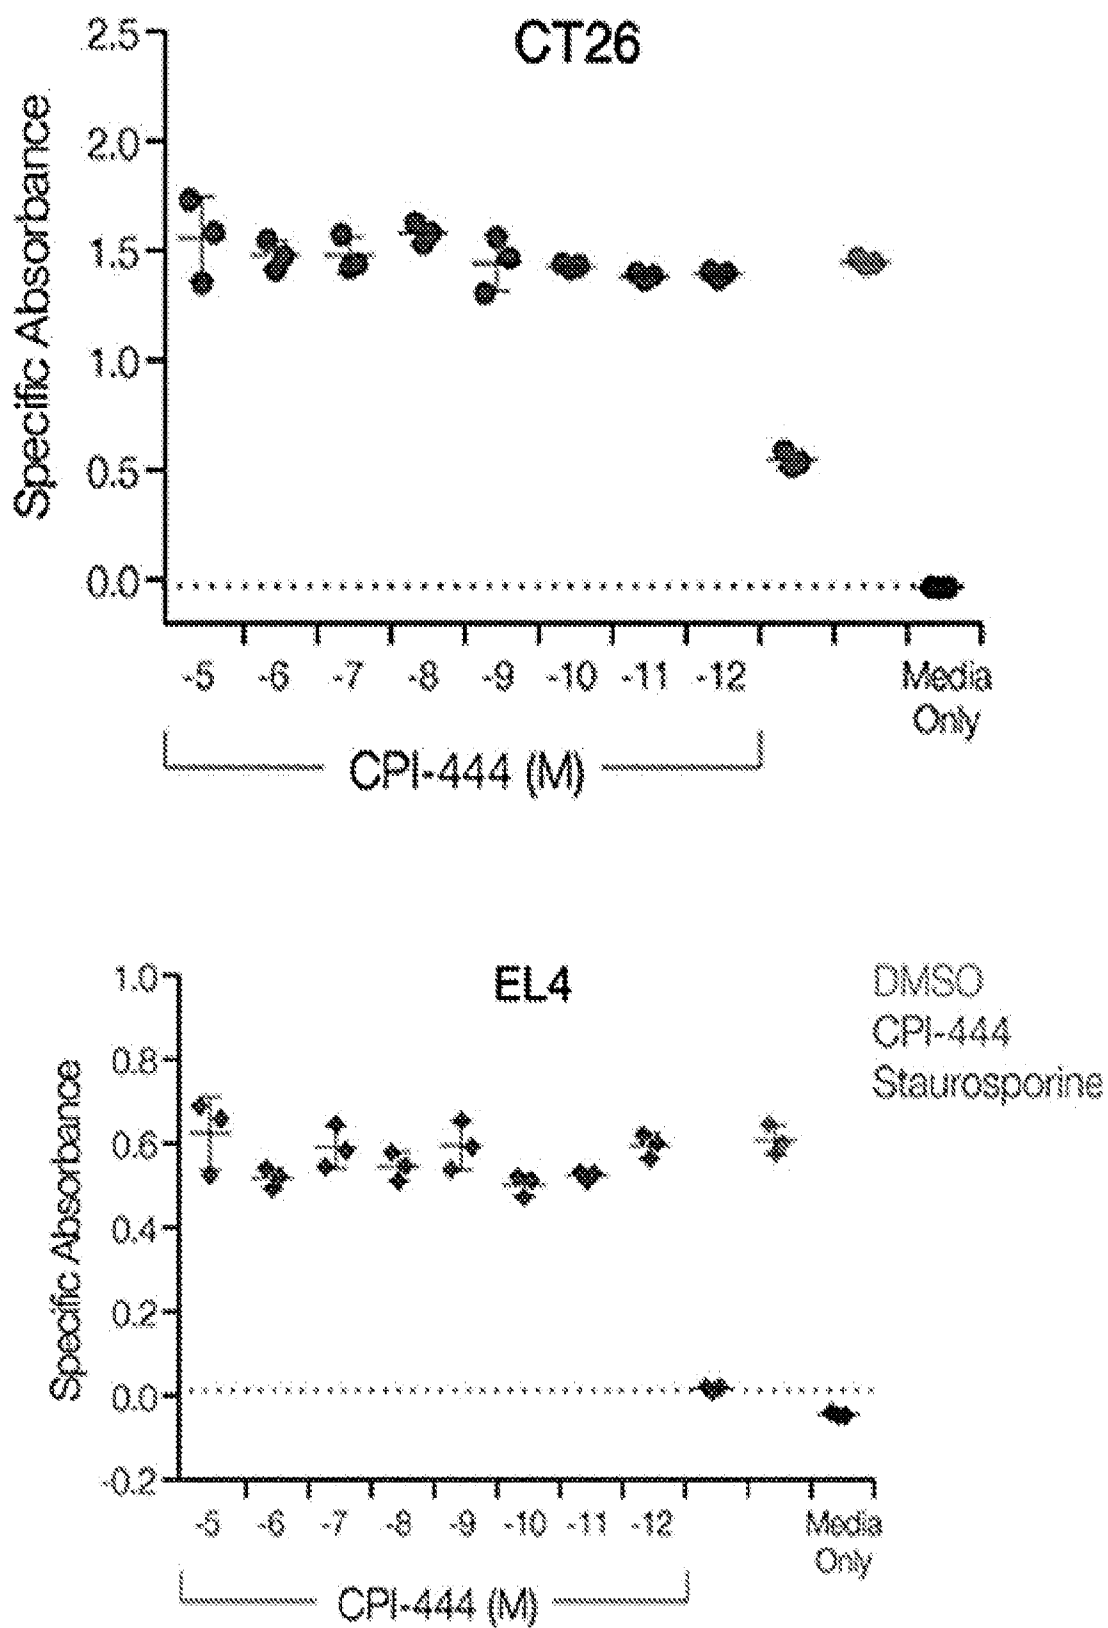 CT26
2.5
2.0
1.5
1.0
0.5
0.0
Specific Absorbance
-5 -6 -7 -8 -9 -10 -11 -12 Media
Only
CPI-444 (M)
EL4
1.0
0.8
0.6
0.4
0.2
0.0
-0.2
Specific Absorbance
DMSO
CPI-444
Staurosporine
-5 -6 -7 -8 -9 -10 -11 -12 Media
Only
CPI-444 (M)